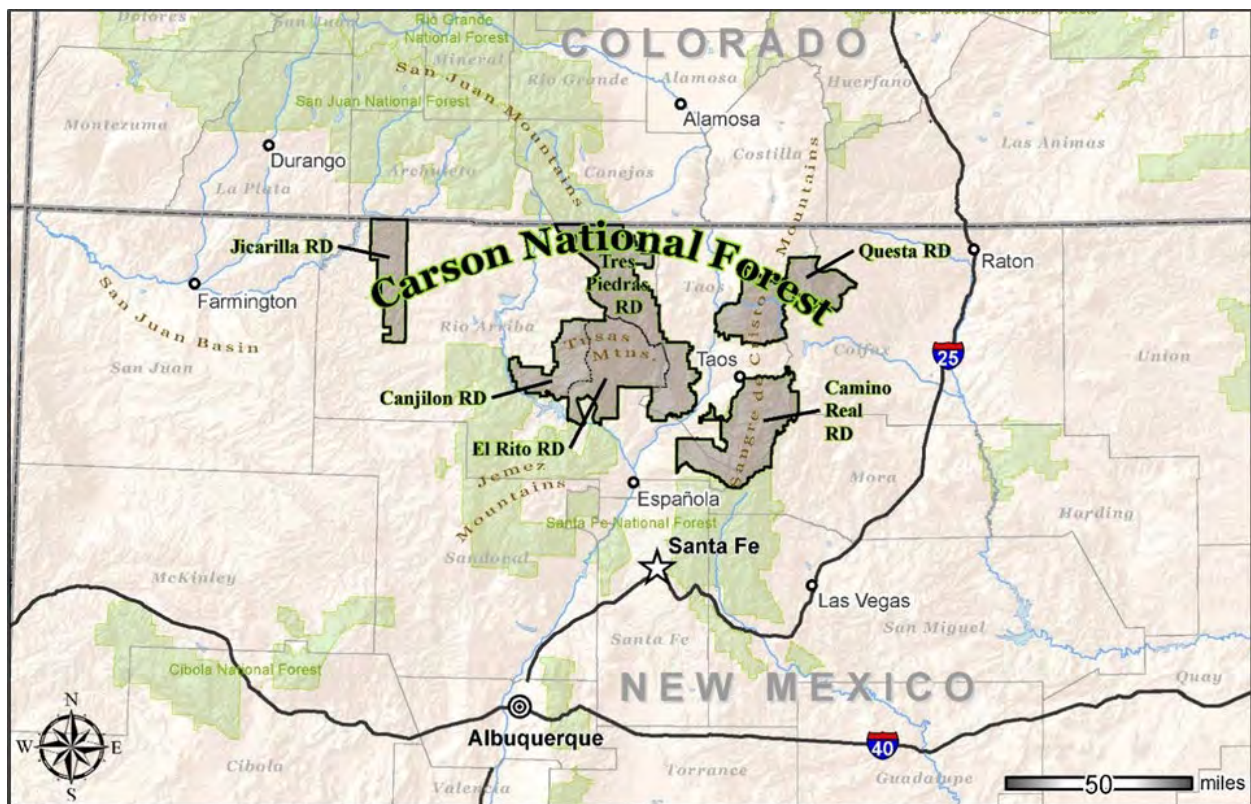 Dolores
San Juan
Rio Grande
National Forest
Mineral
COLORADO
Rio Grande
Alamosa
Huerfano
San Juan National Forest
San Juan Mountains
Montezuma
Alamosa
Durango
Costilla
Las Animas
La Plata
Archuleta
Conejos
Jicarilla RD
Carson National Forest
Tres
Piedras
RD
Taos
Questa RD
Raton
Farmington
San Juan Basin
Rio Arriba
Tusas
Mtns.
Sangre de Cristo Mountains
San Juan
Taos
Colfax
25
Union
Canjilon RD
Camino
Real
RD
El Rito RD
Jemez
Mountains
Española
Mora
Harding
Santa Fe National Forest
Sandoval
Santa Fe
McKinley
Las Vegas
Santa Fe
San Miguel
Cibola National Forest
NEW MEXICO
Quay
N
W E
S
Albuquerque
40
Cibola
Valencia
Torrance
Guadalupe
50 miles